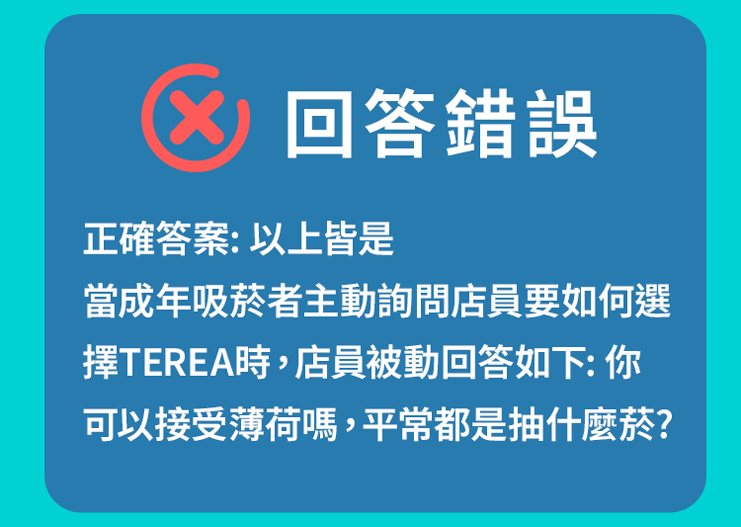 回答錯誤
正確答案: 以上皆是
當成年吸菸者主動詢問店員要如何選
擇TEREA時，店員被動回答如下: 你
可以接受薄荷嗎，平常都是抽什麼菸?